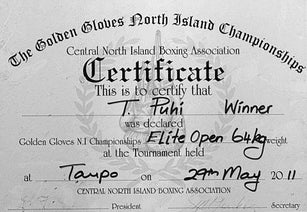 The Golden Gloves North Island Championships
Central North Island Boxing Association
Certificate
This is to certify that
T. Puhi Winner
was declared
Golden Gloves N.I Championships Elite Open 64kg weight
at the Tournament held
at Taupo on 29th May 2011
CENTRAL NORTH ISLAND BOXING ASSOCIATION
President Secretary